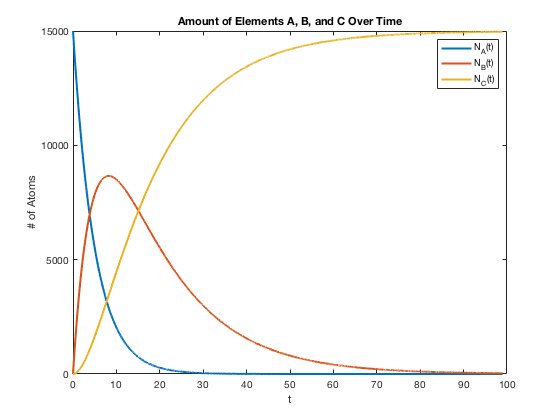 Amount of Elements A, B, and C Over Time
15000
10000
5000
0
# of Atoms
N_A(t)
N_B(t)
N_C(t)
0 10 20 30 40 50 60 70 80 90 100
t